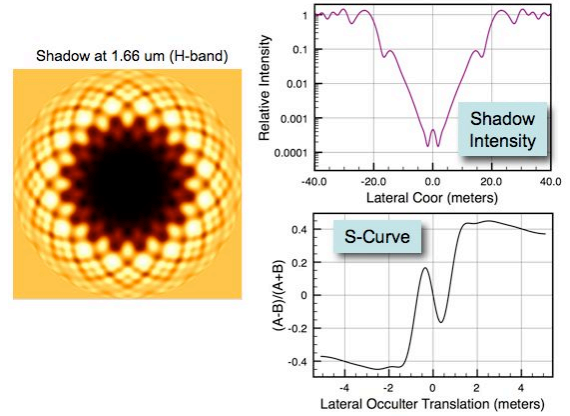 Shadow at 1.66 um (H-band)
Relative Intensity
1
0.1
0.01
0.001
0.0001
Shadow
Intensity
-40.0 -20.0 0.0 20.0 40.0
Lateral Coor (meters)
S-Curve
(A-B)/(A+B)
0.4
0.2
0
-0.2
-0.4
-4 -2 0 2 4
Lateral Occulter Translation (meters)